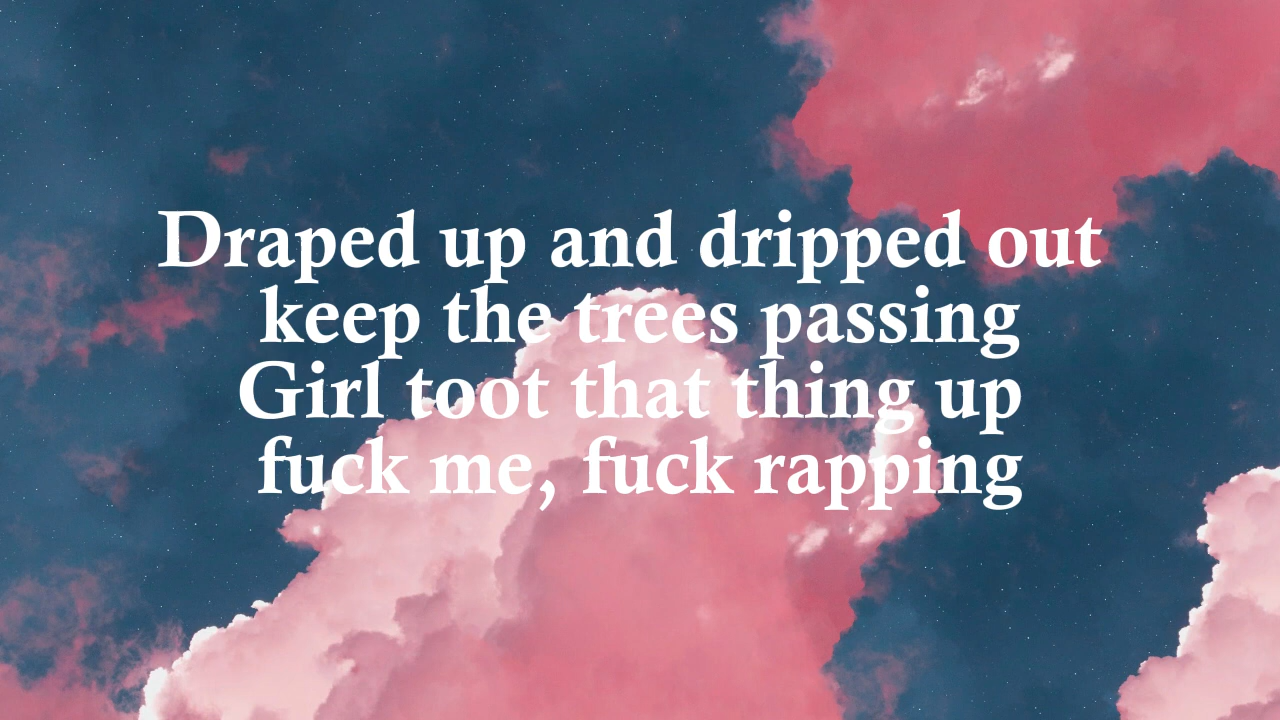 Draped up and dripped out
keep the trees passing
Girl toot that thing up
fuck me, fuck rapping